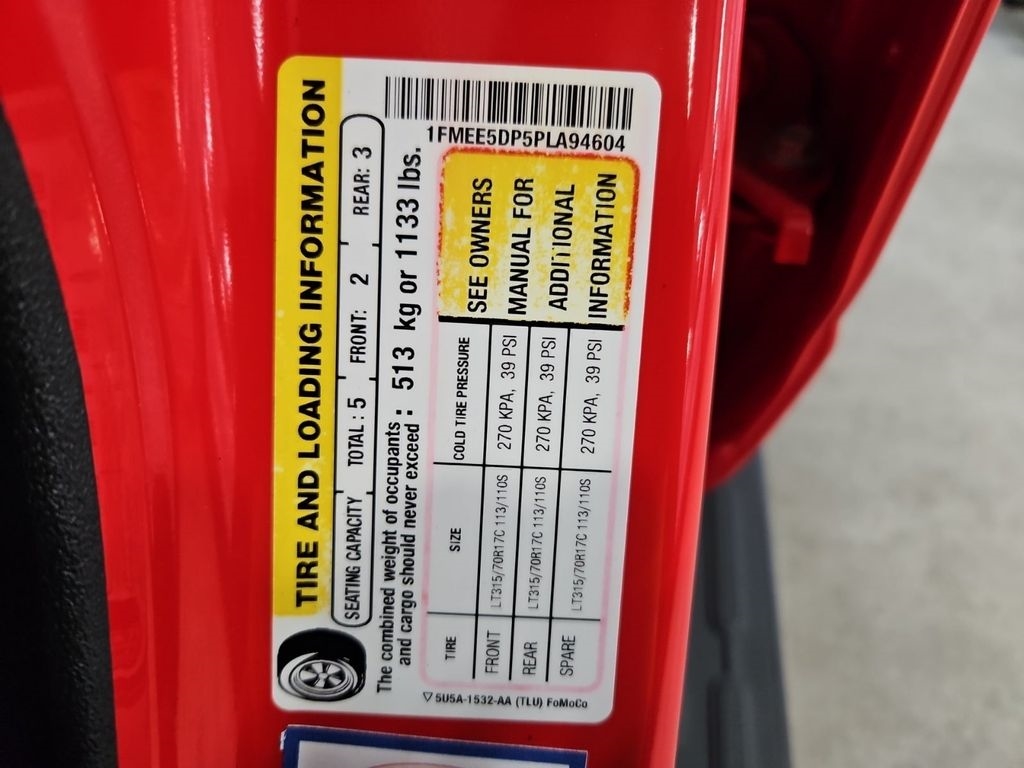 TIRE AND LOADING INFORMATION
SEATING CAPACITY TOTAL : 5 FRONT: 2 REAR: 3
The combined weight of occupants
and cargo should never exceed : 513 kg or 1133 lbs.
1FMEE5DP5PLA94604
TIRE SIZE COLD TIRE PRESSURE
FRONT LT315/70R17C 113/110S 270 KPA, 39 PSI
REAR LT315/70R17C 113/110S 270 KPA, 39 PSI
SPARE LT315/70R17C 113/110S 270 KPA, 39 PSI
SEE OWNERS
MANUAL FOR
ADDITIONAL
INFORMATION
5U5A-1532-AA (TLU) FoMoCo